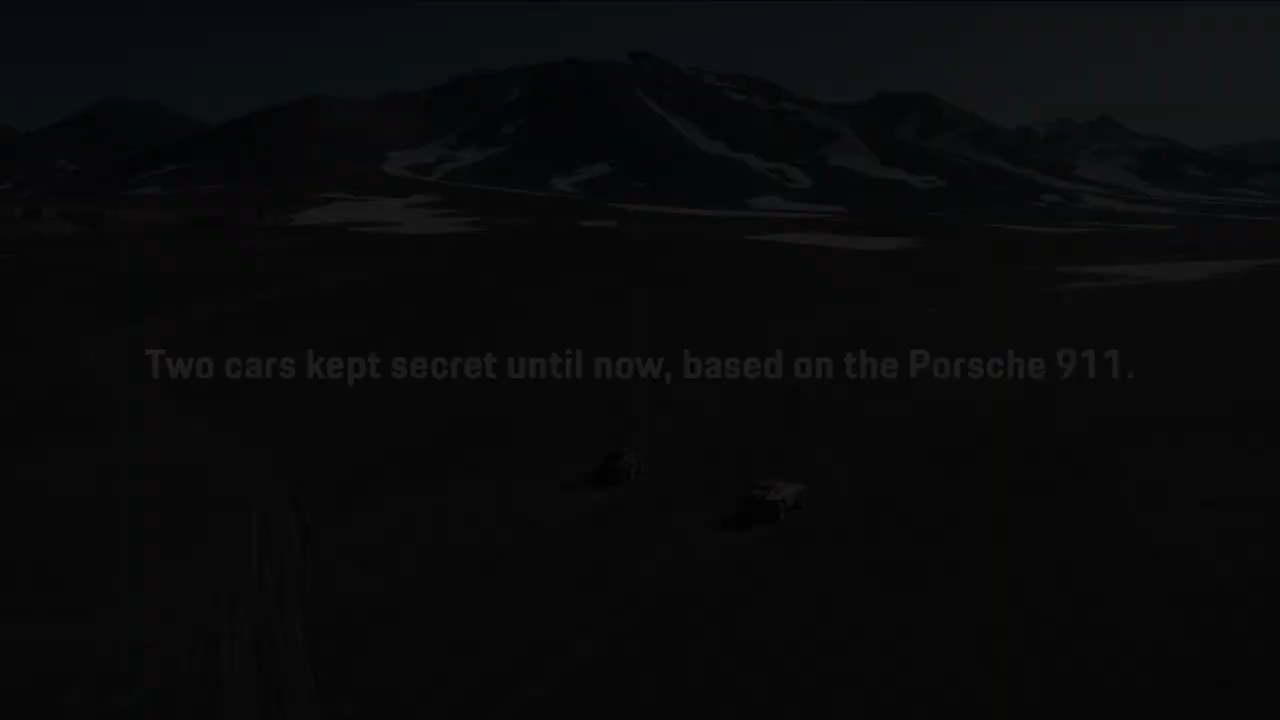 Two cars kept secret until now, based on the Porsche 911.